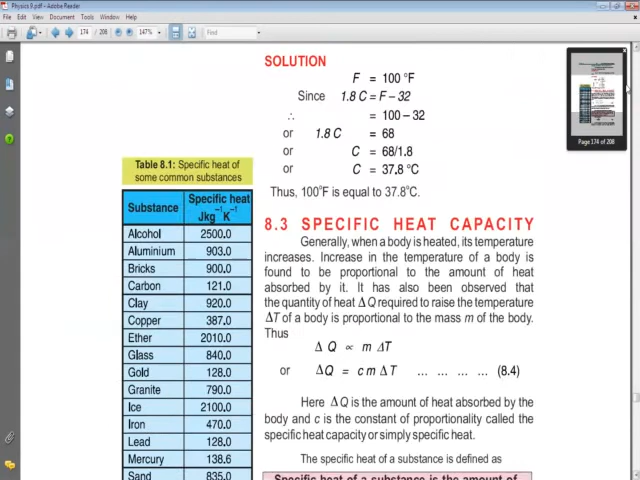 Physics 9.pdf - Adobe Reader
File Edit View Document Tools Window Help
174 / 206 147% Find
SOLUTION
F = 100 °F
Since 1.8 C = F – 32
∴ = 100 – 32
or 1.8 C = 68
or C = 68/1.8
or C = 37.8 °C
Thus, 100°F is equal to 37.8°C.
Table 8.1: Specific heat of
some common substances
Substance Specific heat
Jkg⁻¹K⁻¹
Alcohol 2500.0
Aluminium 903.0
Bricks 900.0
Carbon 121.0
Clay 920.0
Copper 387.0
Ether 2010.0
Glass 840.0
Gold 128.0
Granite 790.0
Ice 2100.0
Iron 470.0
Lead 128.0
Mercury 138.6
Sand 835.0
8.3 SPECIFIC HEAT CAPACITY
Generally, when a body is heated, its temperature
increases. Increase in the temperature of a body is
found to be proportional to the amount of heat
absorbed by it. It has also been observed that
the quantity of heat ΔQ required to raise the temperature
ΔT of a body is proportional to the mass m of the body.
Thus
Δ Q ∝ m ΔT
or ΔQ = c m Δ T ... ... ... ... (8.4)
Here ΔQ is the amount of heat absorbed by the
body and c is the constant of proportionality called the
specific heat capacity or simply specific heat.
The specific heat of a substance is defined as
Specific heat of a substance is the amount of
Page 174 of 208